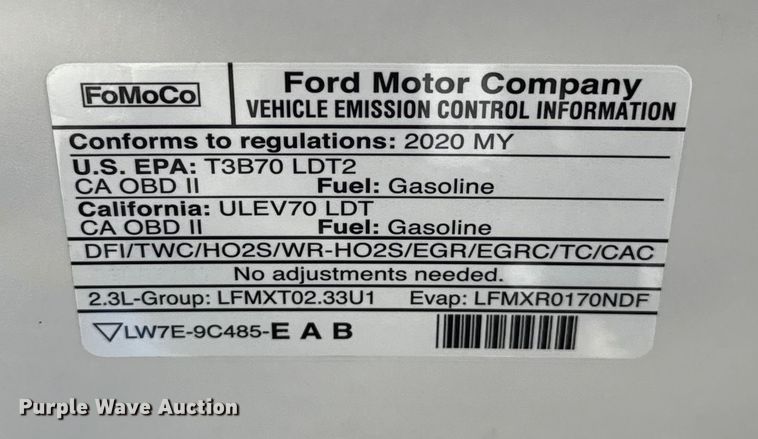 FoMoCo
Ford Motor Company
VEHICLE EMISSION CONTROL INFORMATION
Conforms to regulations: 2020 MY
U.S. EPA: T3B70 LDT2
CA OBD II Fuel: Gasoline
California: ULEV70 LDT
CA OBD II Fuel: Gasoline
DFI/TWC/HO2S/WR-HO2S/EGR/EGRC/TC/CAC
No adjustments needed.
2.3L-Group: LFMXT02.33U1 Evap: LFMXR0170NDF
LW7E-9C485-E A B
Purple Wave Auction